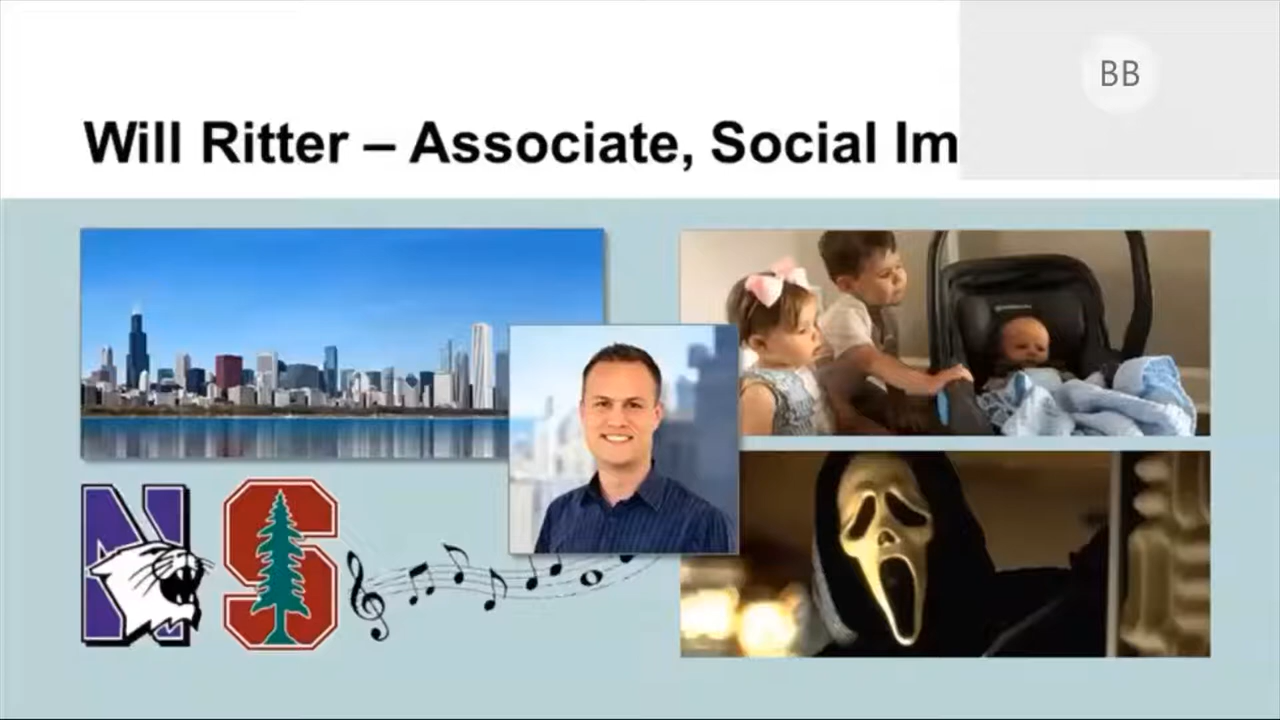 BB
Will Ritter – Associate, Social Im
N
S